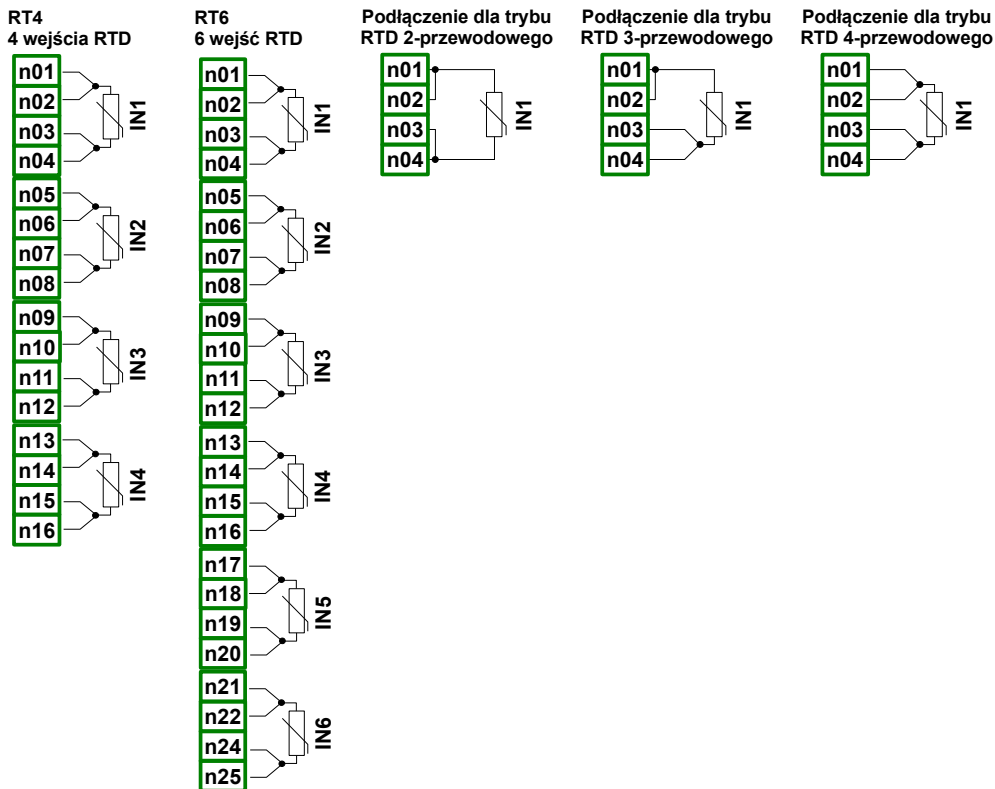 RT4
4 wejścia RTD
n01
n02
n03
n04
IN1
n05
n06
n07
n08
IN2
n09
n10
n11
n12
IN3
n13
n14
n15
n16
IN4
RT6
6 wejść RTD
n01
n02
n03
n04
IN1
n05
n06
n07
n08
IN2
n09
n10
n11
n12
IN3
n13
n14
n15
n16
IN4
n17
n18
n19
n20
IN5
n21
n22
n24
n25
IN6
Podłączenie dla trybu
RTD 2-przewodowego
n01
n02
n03
n04
IN1
Podłączenie dla trybu
RTD 3-przewodowego
n01
n02
n03
n04
IN1
Podłączenie dla trybu
RTD 4-przewodowego
n01
n02
n03
n04
IN1